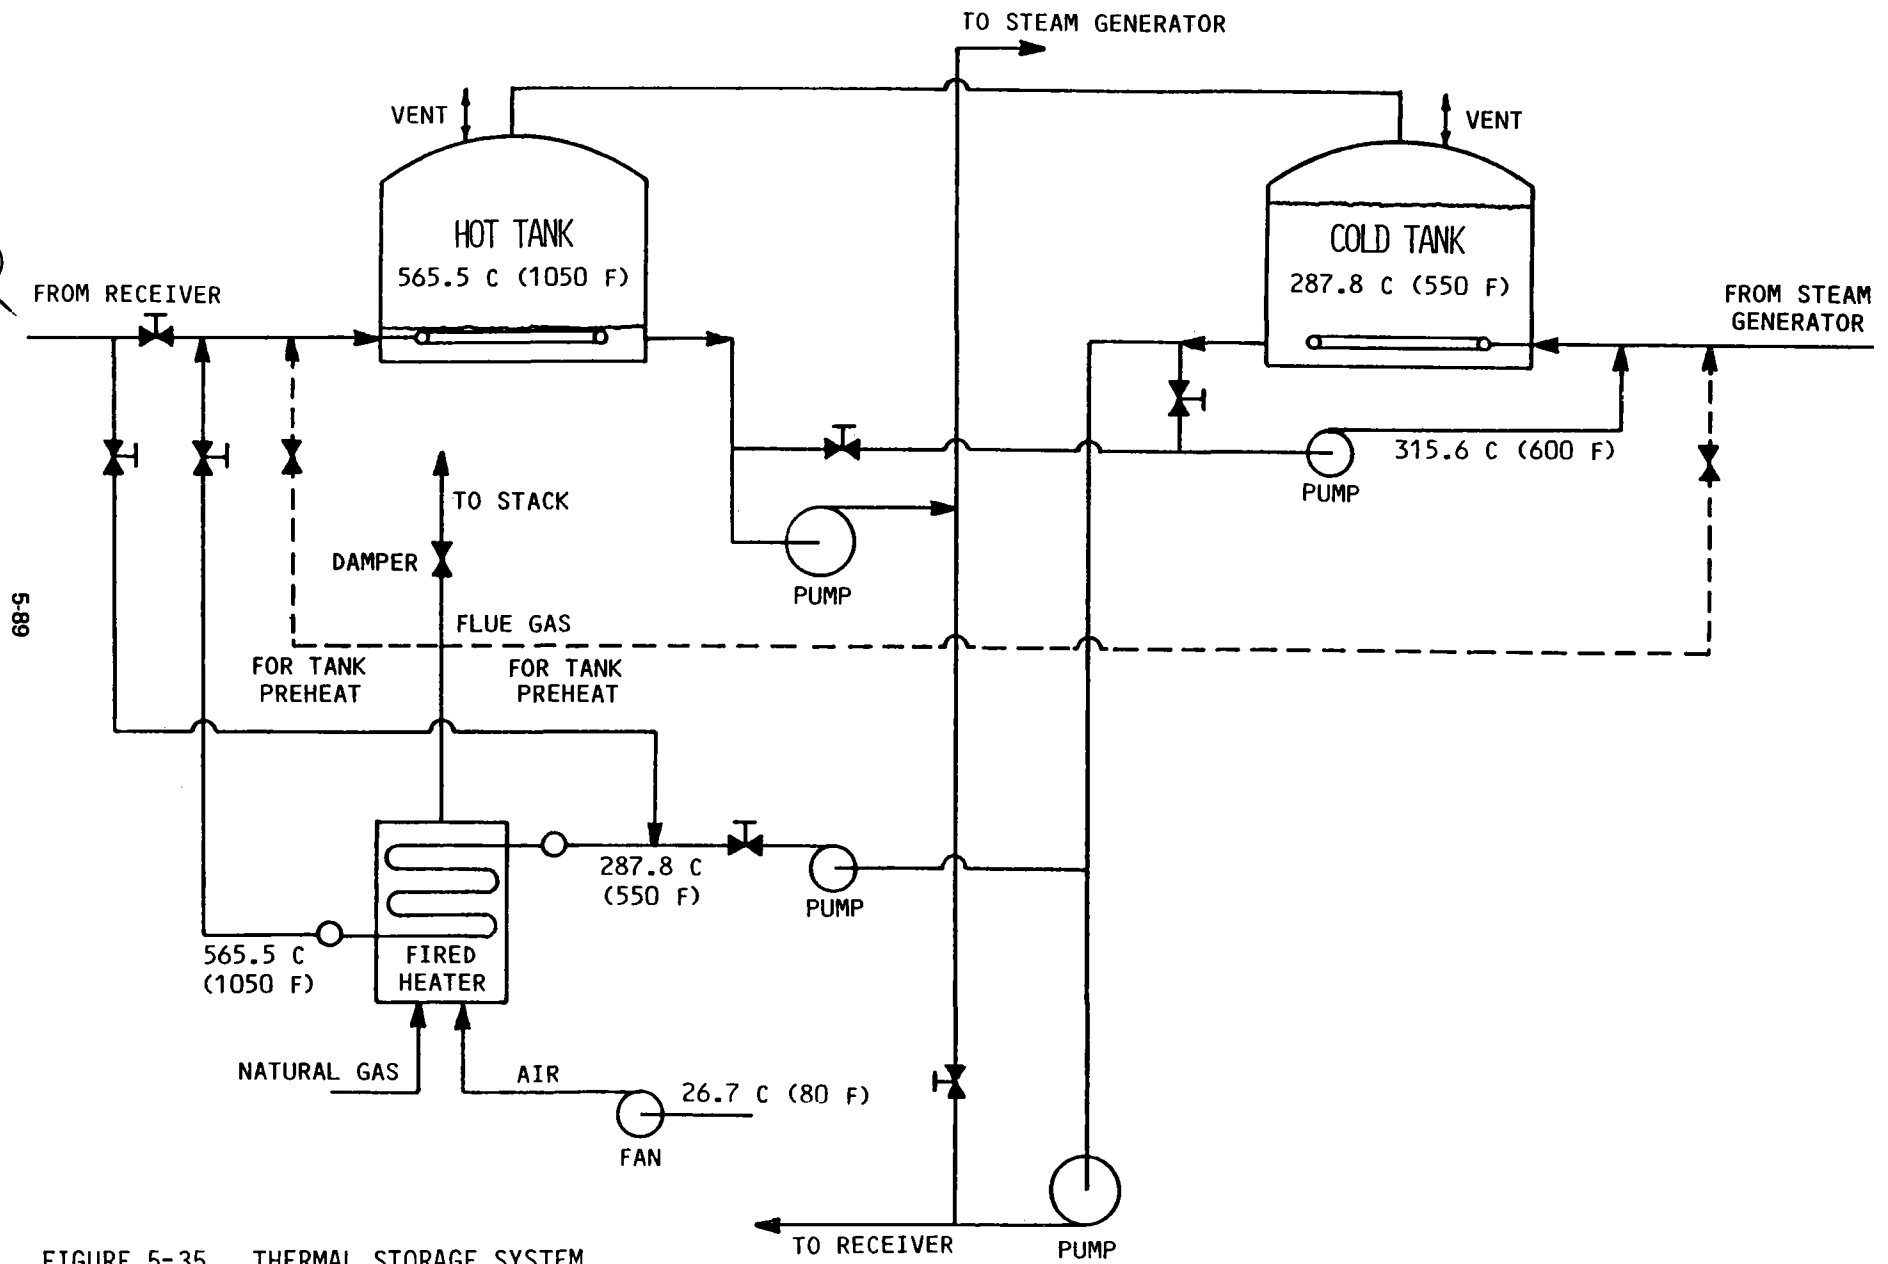 TO STEAM GENERATOR
VENT
VENT
HOT TANK
565.5 C (1050 F)
COLD TANK
287.8 C (550 F)
FROM RECEIVER
FROM STEAM
GENERATOR
315.6 C (600 F)
PUMP
TO STACK
DAMPER
PUMP
5-89
FLUE GAS
FOR TANK
PREHEAT
FOR TANK
PREHEAT
287.8 C
(550 F)
PUMP
565.5 C
(1050 F)
FIRED
HEATER
NATURAL GAS
AIR
26.7 C (80 F)
FAN
TO RECEIVER
PUMP
FIGURE 5-35 THERMAL STORAGE SYSTEM